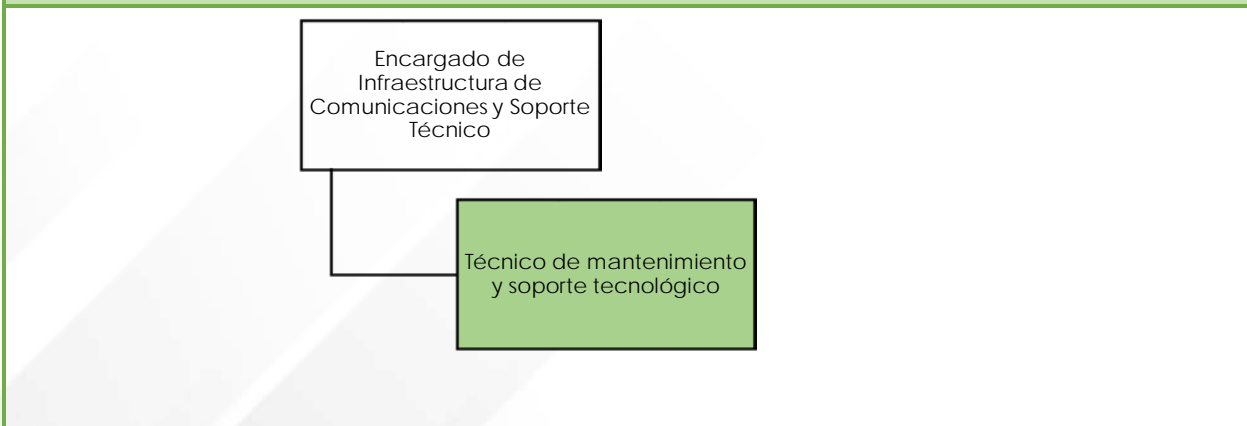 Encargado de
Infraestructura de
Comunicaciones y Soporte
Técnico
Técnico de mantenimiento
y soporte tecnológico